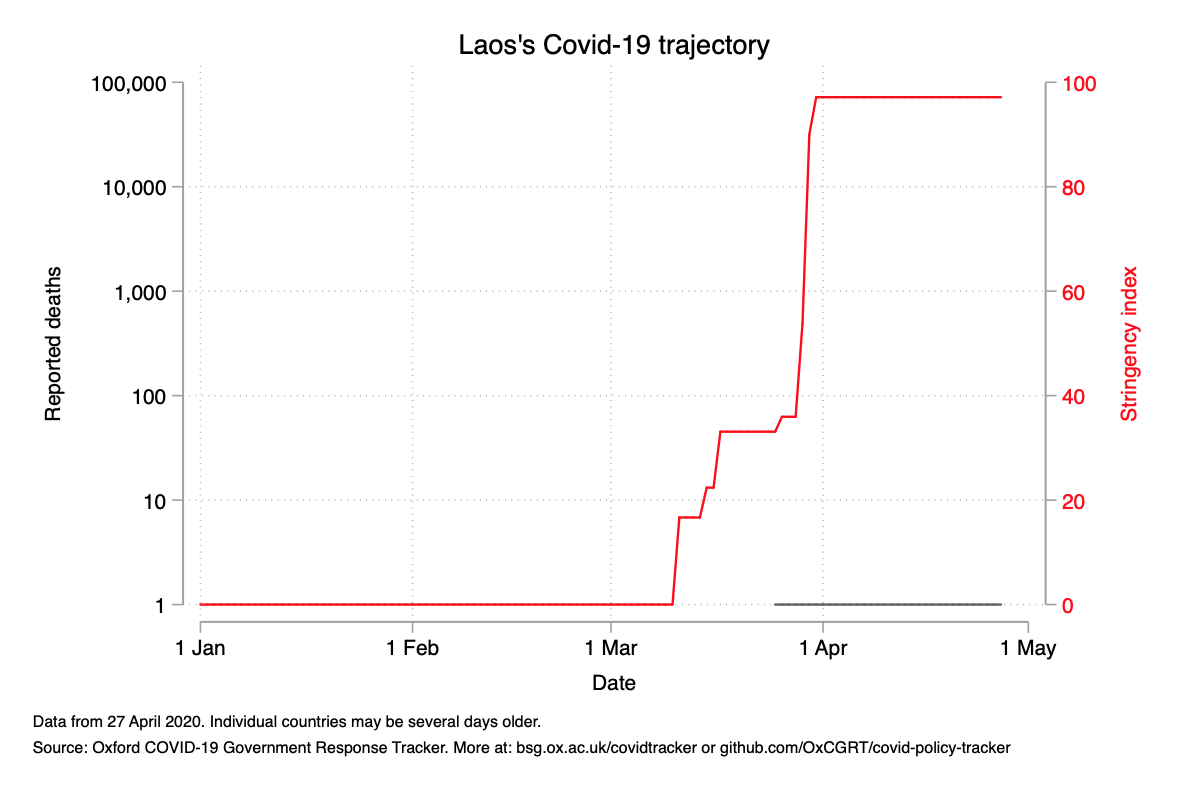 Laos's Covid-19 trajectory
100,000
10,000
1,000
100
10
1
Reported deaths
100
80
60
40
20
0
Stringency index
1 Jan 1 Feb 1 Mar 1 Apr 1 May
Date
Data from 27 April 2020. Individual countries may be several days older.
Source: Oxford COVID-19 Government Response Tracker. More at: bsg.ox.ac.uk/covidtracker or github.com/OxCGRT/covid-policy-tracker